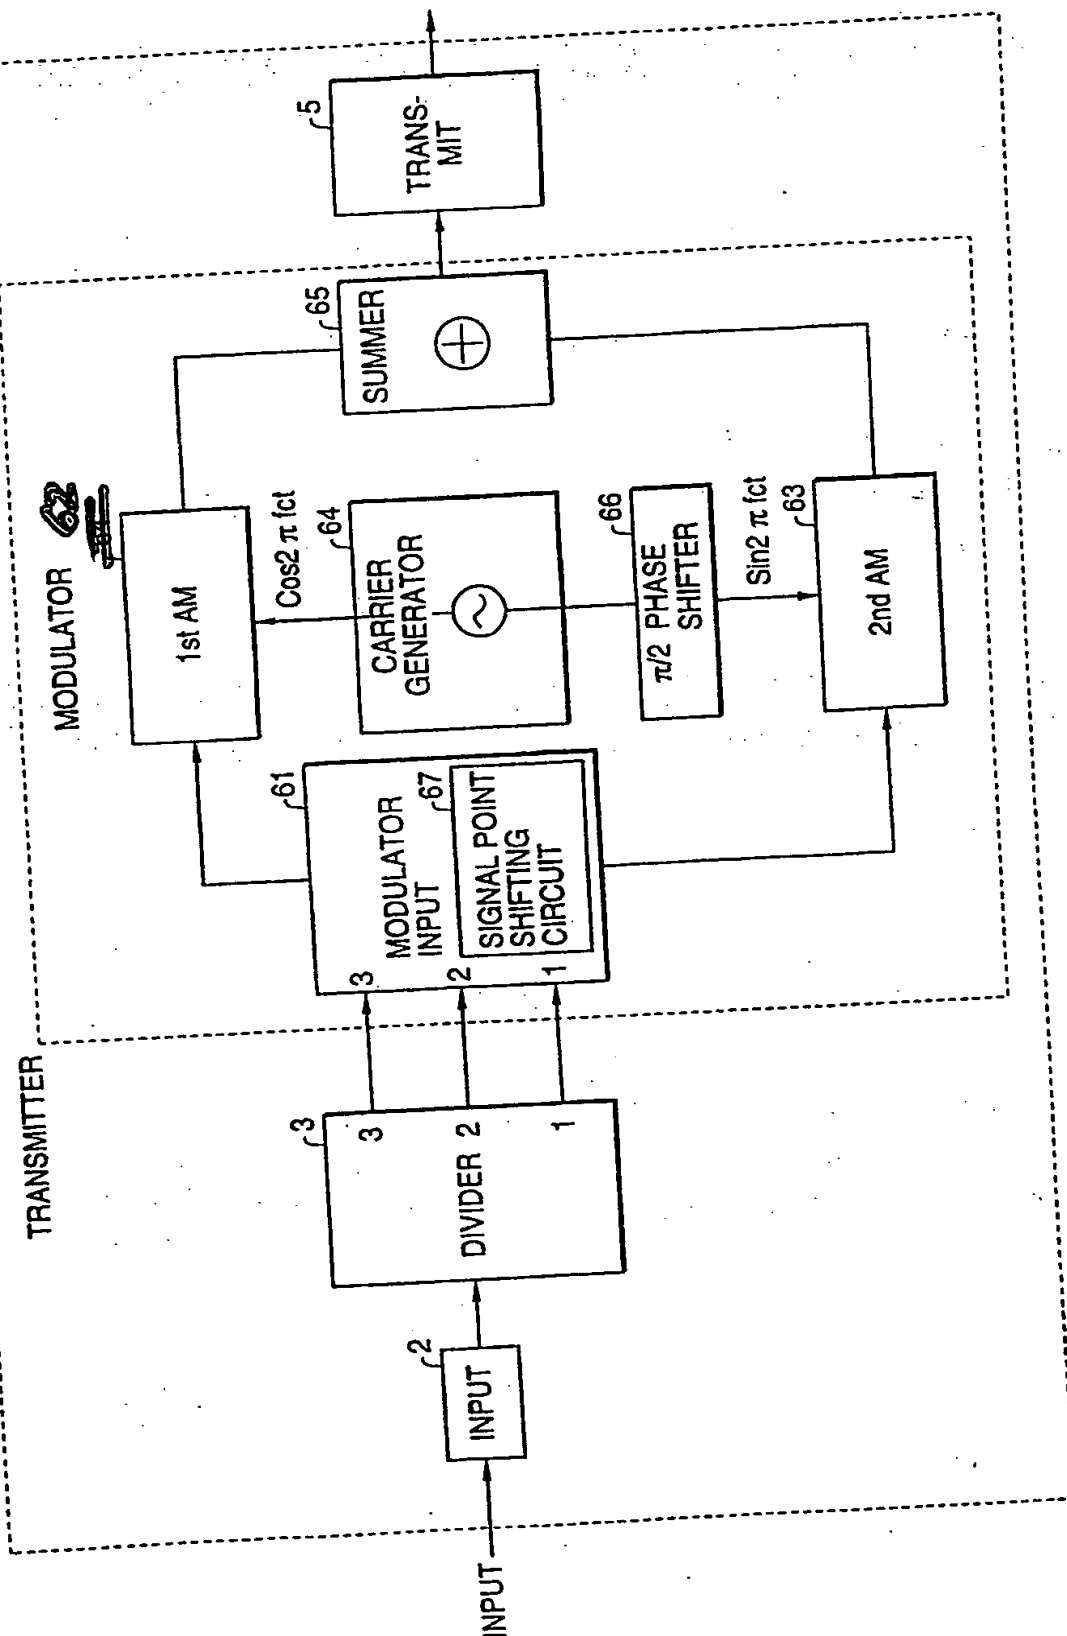 TRANSMITTER
MODULATOR
INPUT
2
INPUT
3
DIVIDER
3
2
1
61
3
2
1
MODULATOR
INPUT
67
SIGNAL POINT
SHIFTING
CIRCUIT
62
1st AM
Cos2 π fct
64
CARRIER
GENERATOR
66
π/2 PHASE
SHIFTER
Sin2 π fct
63
2nd AM
65
SUMMER
5
TRANS-
MIT